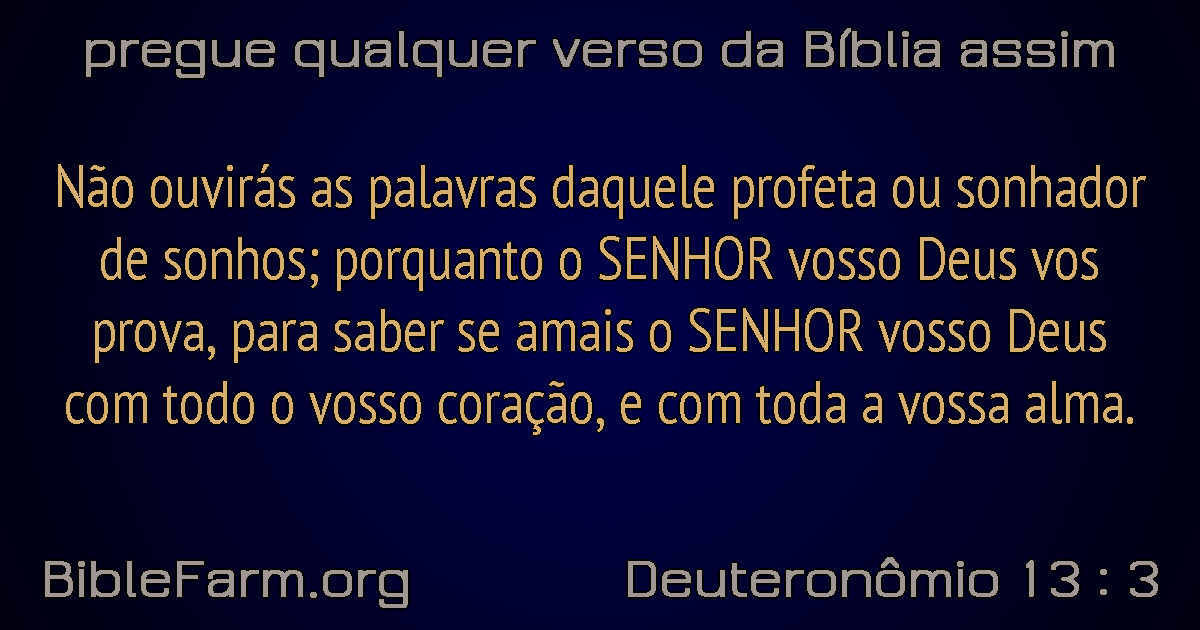 pregue qualquer verso da Bíblia assim
Não ouvirás as palavras daquele profeta ou sonhador
de sonhos; porquanto o SENHOR vosso Deus vos
prova, para saber se amais o SENHOR vosso Deus
com todo o vosso coração, e com toda a vossa alma.
BibleFarm.org
Deuteronômio 13 : 3